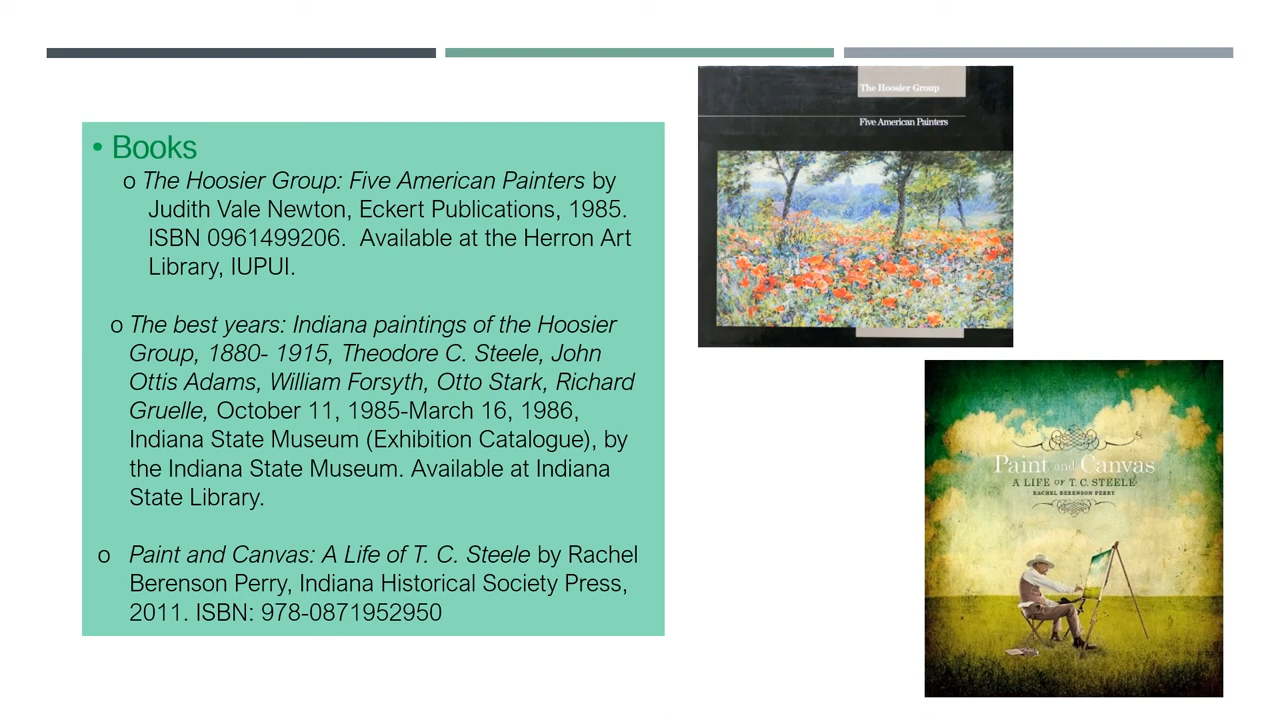 • Books
o The Hoosier Group: Five American Painters by
Judith Vale Newton, Eckert Publications, 1985.
ISBN 0961499206.  Available at the Herron Art
Library, IUPUI.
o The best years: Indiana paintings of the Hoosier
Group, 1880- 1915, Theodore C. Steele, John
Ottis Adams, William Forsyth, Otto Stark, Richard
Gruelle, October 11, 1985-March 16, 1986,
Indiana State Museum (Exhibition Catalogue), by
the Indiana State Museum. Available at Indiana
State Library.
o Paint and Canvas: A Life of T. C. Steele by Rachel
Berenson Perry, Indiana Historical Society Press,
2011. ISBN: 978-0871952950
The Hoosier Group
Five American Painters
Paint and Canvas
A LIFE OF T. C. STEELE
RACHEL BERENSON PERRY